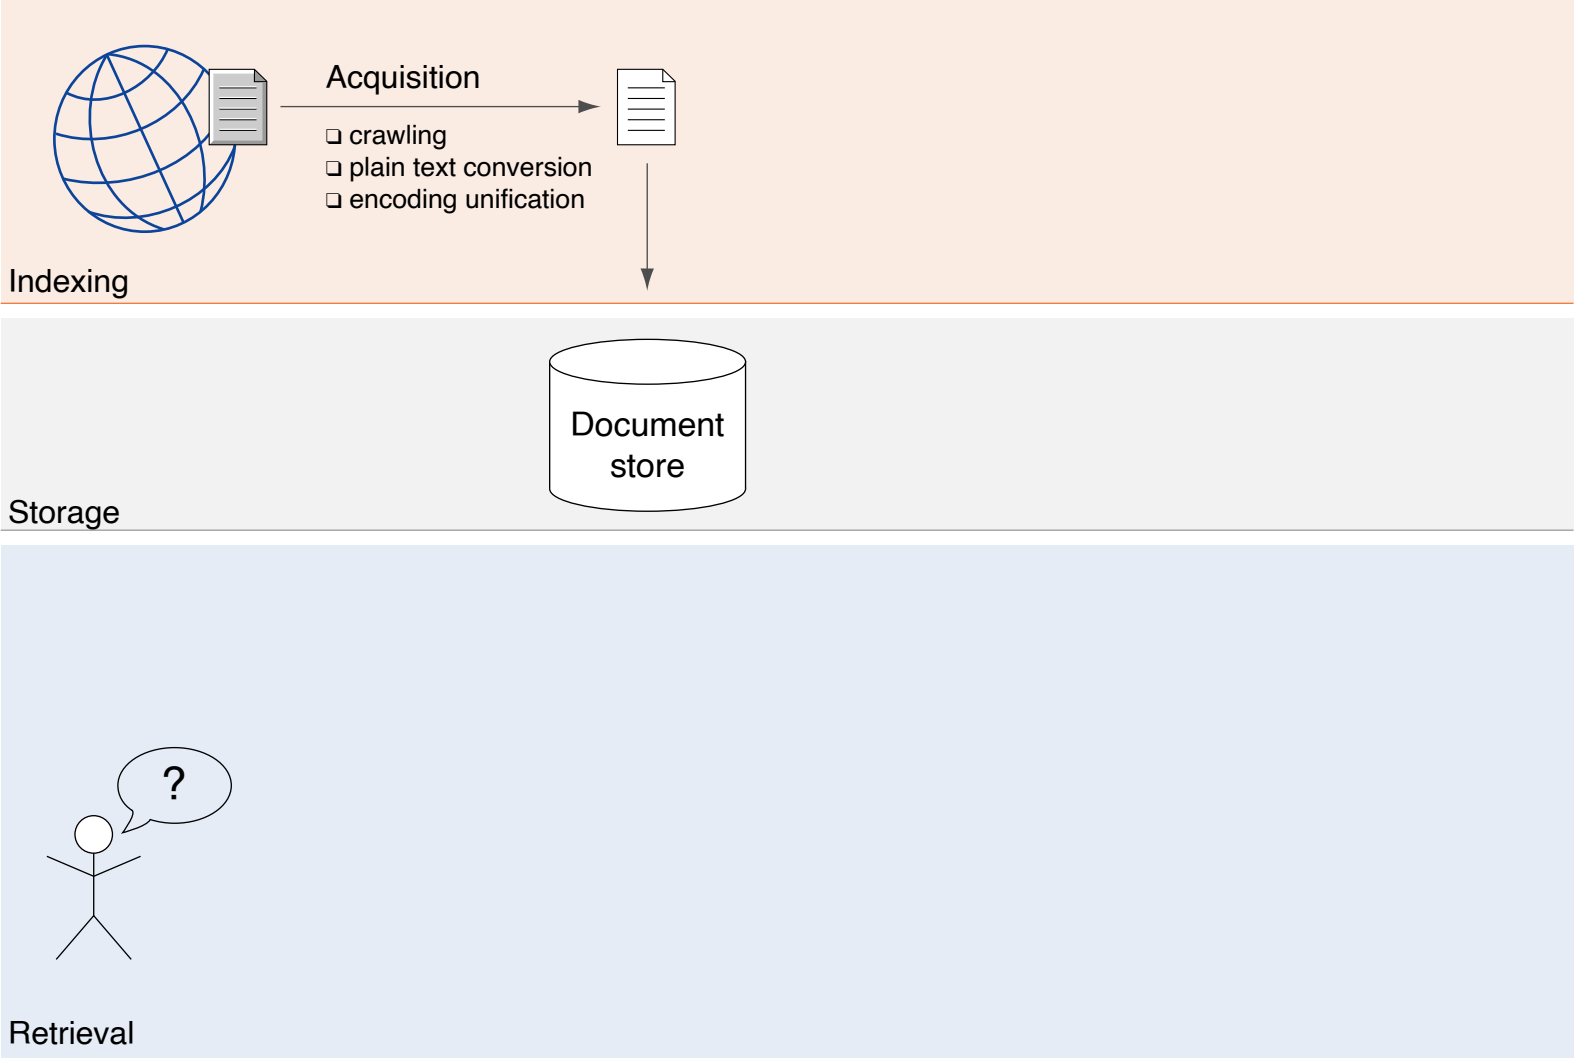 Acquisition
❑ crawling
❑ plain text conversion
❑ encoding unification
Indexing
Document
store
Storage
?
Retrieval